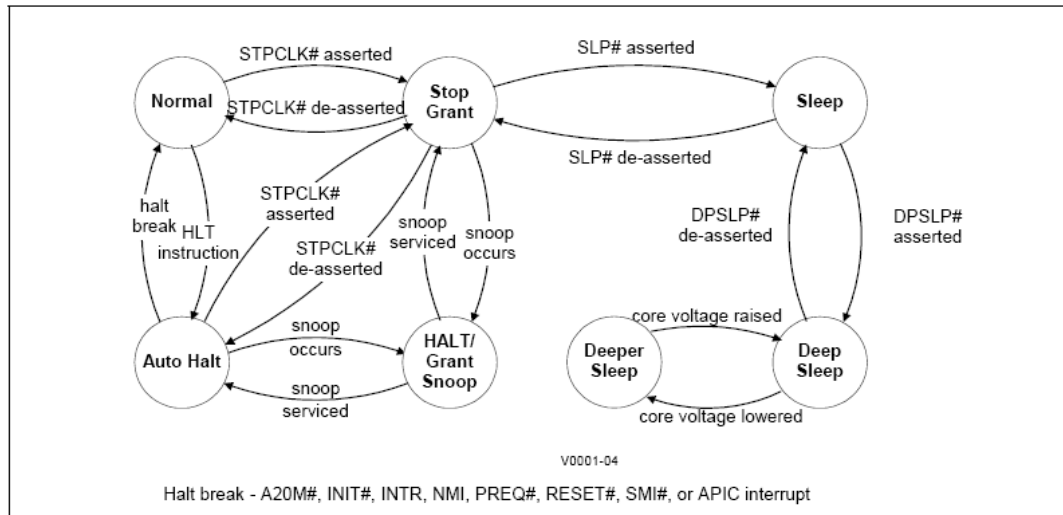 STPCLK# asserted
SLP# asserted
Normal
Stop
Grant
Sleep
STPCLK# de-asserted
SLP# de-asserted
halt
break
HLT
instruction
STPCLK#
asserted
STPCLK#
de-asserted
snoop
serviced
snoop
occurs
DPSLP#
de-asserted
DPSLP#
asserted
Auto Halt
snoop
occurs
snoop
serviced
HALT/
Grant
Snoop
core voltage raised
Deeper
Sleep
Deep
Sleep
core voltage lowered
V0001-04
Halt break - A20M#, INIT#, INTR, NMI, PREQ#, RESET#, SMI#, or APIC interrupt